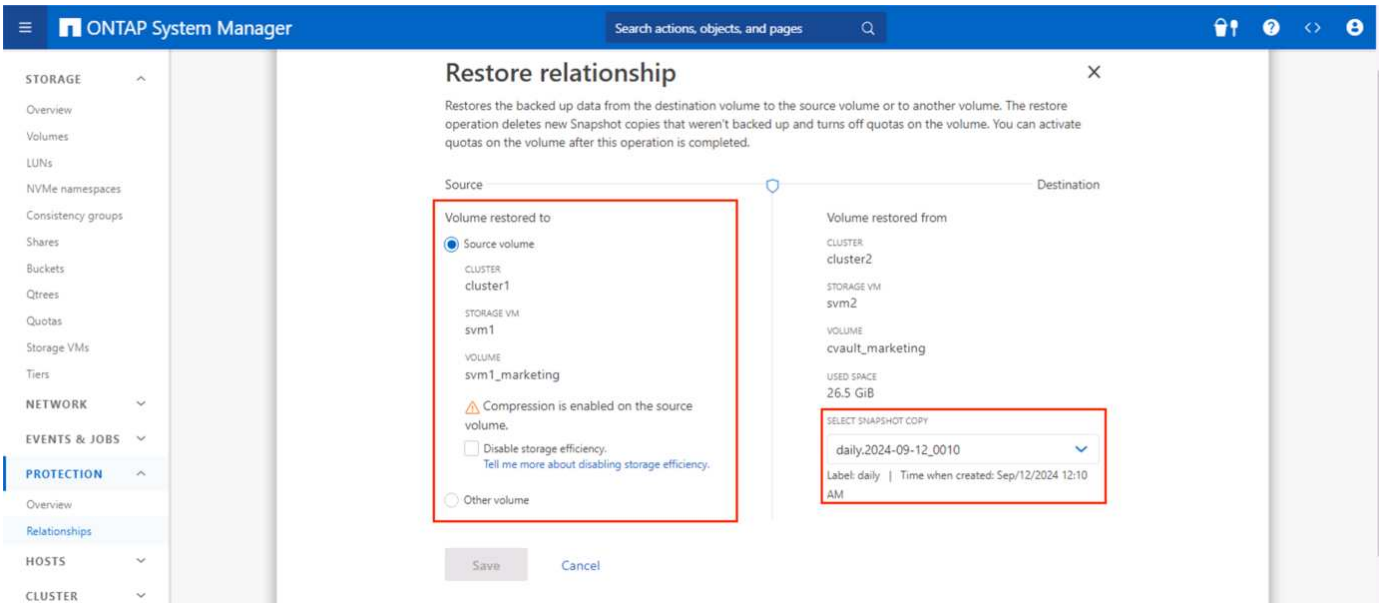 ONTAP System Manager
Search actions, objects, and pages
STORAGE
Overview
Volumes
LUNs
NVMe namespaces
Consistency groups
Shares
Buckets
Qtrees
Quotas
Storage VMs
Tiers
NETWORK
EVENTS & JOBS
PROTECTION
Overview
Relationships
HOSTS
CLUSTER
Restore relationship
Restores the backed up data from the destination volume to the source volume or to another volume. The restore
operation deletes new Snapshot copies that weren't backed up and turns off quotas on the volume. You can activate
quotas on the volume after this operation is completed.
Source
Destination
Volume restored to
Source volume
CLUSTER
cluster1
STORAGE VM
svm1
VOLUME
svm1_marketing
Compression is enabled on the source
volume.
Disable storage efficiency.
Tell me more about disabling storage efficiency.
Other volume
Volume restored from
CLUSTER
cluster2
STORAGE VM
svm2
VOLUME
cvault_marketing
USED SPACE
26.5 GiB
SELECT SNAPSHOT COPY
daily.2024-09-12_0010
Label: daily | Time when created: Sep/12/2024 12:10
AM
Save
Cancel